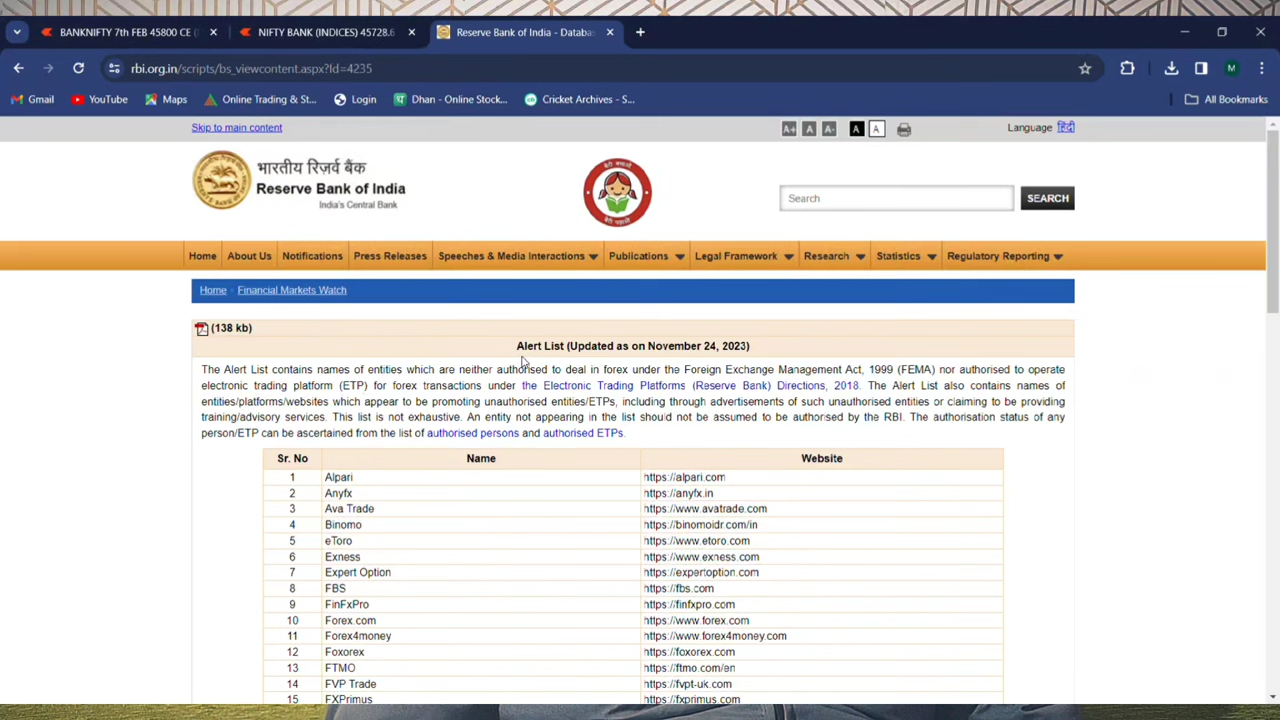 BANKNIFTY 7th FEB 45800 CE (
NIFTY BANK (INDICES) 45728.6
Reserve Bank of India - Databas
rbi.org.in/scripts/bs_viewcontent.aspx?Id=4235
M
Gmail
YouTube
Maps
Online Trading & St...
Login
Dhan - Online Stock...
Cricket Archives - S...
All Bookmarks
Skip to main content
A+ A A- A A
Language हिंदी
भारतीय रिज़र्व बैंक
Reserve Bank of India
India's Central Bank
Search
SEARCH
Home About Us Notifications Press Releases Speeches & Media Interactions Publications Legal Framework Research Statistics Regulatory Reporting
Home Financial Markets Watch
(138 kb)
Alert List (Updated as on November 24, 2023)
The Alert List contains names of entities which are neither authorised to deal in forex under the Foreign Exchange Management Act, 1999 (FEMA) nor authorised to operate
electronic trading platform (ETP) for forex transactions under the Electronic Trading Platforms (Reserve Bank) Directions, 2018. The Alert List also contains names of
entities/platforms/websites which appear to be promoting unauthorised entities/ETPs, including through advertisements of such unauthorised entities or claiming to be providing
training/advisory services. This list is not exhaustive. An entity not appearing in the list should not be assumed to be authorised by the RBI. The authorisation status of any
person/ETP can be ascertained from the list of authorised persons and authorised ETPs.
Sr. No Name Website
1 Alpari https://alpari.com
2 Anyfx https://anyfx.in
3 Ava Trade https://www.avatrade.com
4 Binomo https://binomoidr.com/in
5 eToro https://www.etoro.com
6 Exness https://www.exness.com
7 Expert Option https://expertoption.com
8 FBS https://fbs.com
9 FinFxPro https://finfxpro.com
10 Forex.com https://www.forex.com
11 Forex4money https://www.forex4money.com
12 Foxorex https://foxorex.com
13 FTMO https://ftmo.com/en
14 FVP Trade https://fvpt-uk.com
15 FXPrimus https://fxprimus.com